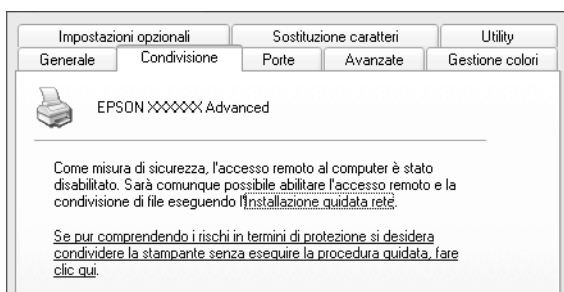 Impostazioni opzionali Sostituzione caratteri Utility
Generale Condivisione Porte Avanzate Gestione colori
EPSON XXXXXX Advanced
Come misura di sicurezza, l'accesso remoto al computer è stato
disabilitato. Sarà comunque possibile abilitare l'accesso remoto e la
condivisione di file eseguendo l'Installazione guidata rete.
Se pur comprendendo i rischi in termini di protezione si desidera
condividere la stampante senza eseguire la procedura guidata, fare
clic qui.